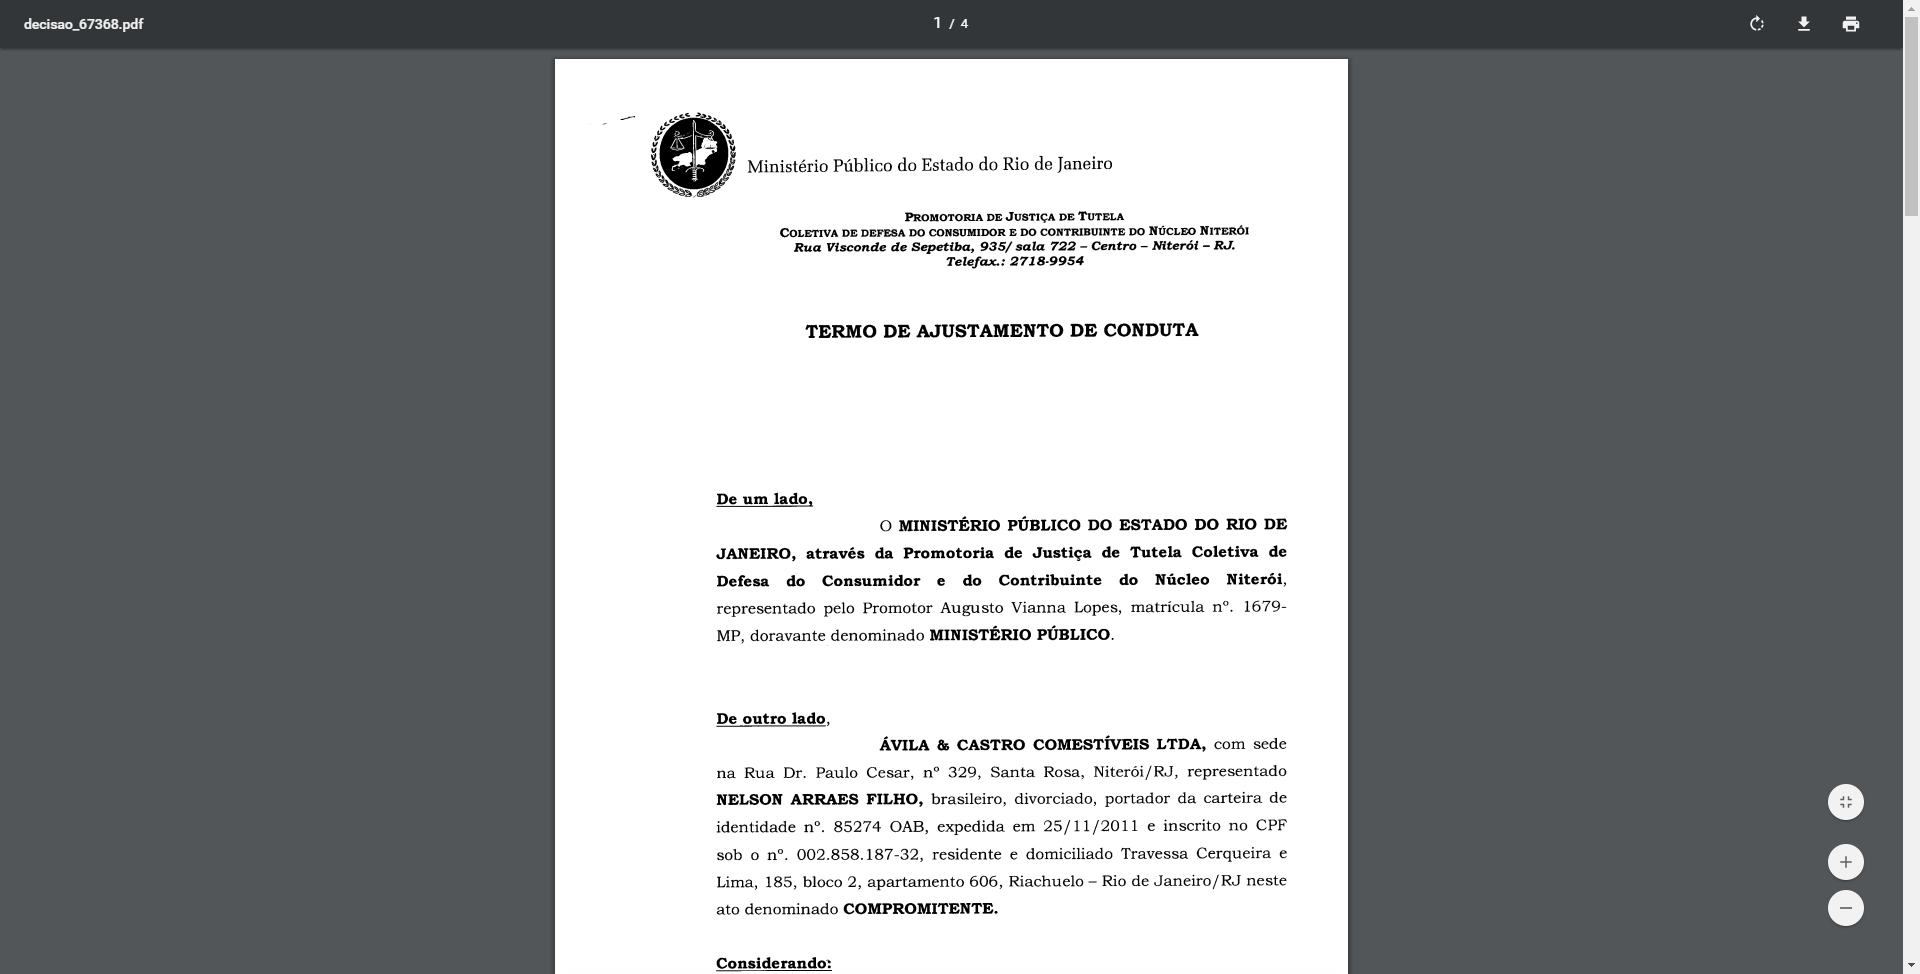 decisao_67368.pdf
1 / 4
Ministério Público do Estado do Rio de Janeiro
PROMOTORIA DE JUSTIÇA DE TUTELA
COLETIVA DE DEFESA DO CONSUMIDOR E DO CONTRIBUINTE DO NÚCLEO NITERÓI
Rua Visconde de Sepetiba, 935/ sala 722 – Centro – Niterói – RJ.
Telefax.: 2718-9954
TERMO DE AJUSTAMENTO DE CONDUTA
De um lado,
O MINISTÉRIO PÚBLICO DO ESTADO DO RIO DE
JANEIRO, através da Promotoria de Justiça de Tutela Coletiva de
Defesa do Consumidor e do Contribuinte do Núcleo Niterói,
representado pelo Promotor Augusto Vianna Lopes, matrícula nº. 1679-
MP, doravante denominado MINISTÉRIO PÚBLICO.
De outro lado,
ÁVILA & CASTRO COMESTÍVEIS LTDA, com sede
na Rua Dr. Paulo Cesar, nº 329, Santa Rosa, Niterói/RJ, representado
NELSON ARRAES FILHO, brasileiro, divorciado, portador da carteira de
identidade nº. 85274 OAB, expedida em 25/11/2011 e inscrito no CPF
sob o nº. 002.858.187-32, residente e domiciliado Travessa Cerqueira e
Lima, 185, bloco 2, apartamento 606, Riachuelo – Rio de Janeiro/RJ neste
ato denominado COMPROMITENTE.
Considerando: